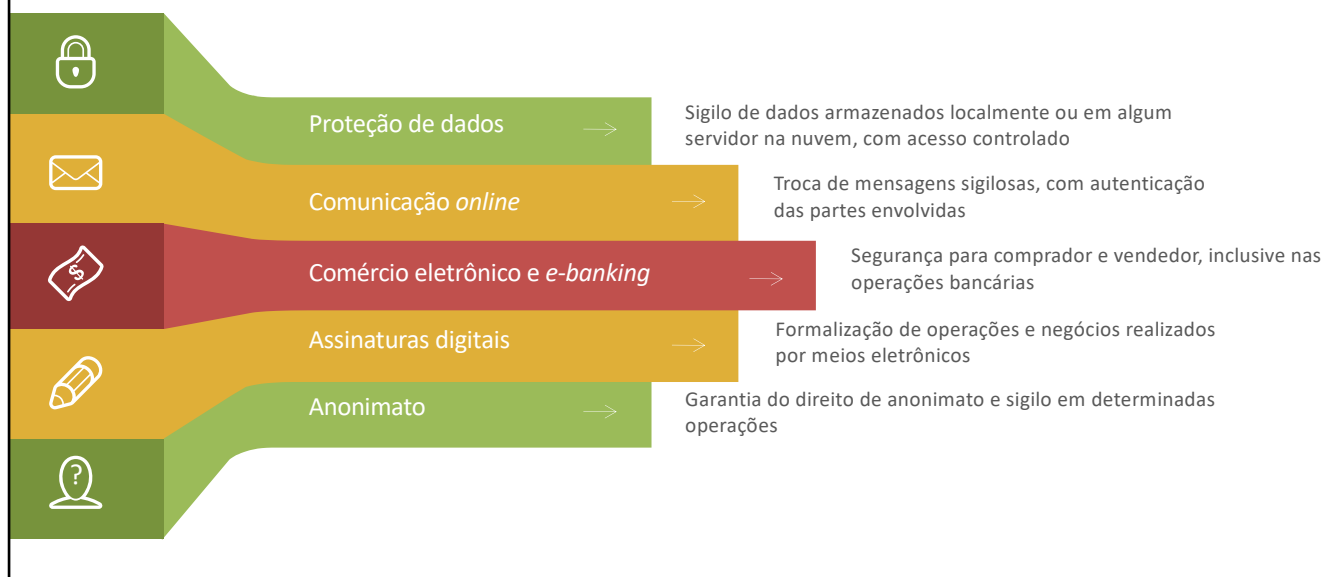 Proteção de dados
Sigilo de dados armazenados localmente ou em algum
servidor na nuvem, com acesso controlado
Comunicação online
Troca de mensagens sigilosas, com autenticação
das partes envolvidas
$
Comércio eletrônico e e-banking
Segurança para comprador e vendedor, inclusive nas
operações bancárias
Assinaturas digitais
Formalização de operações e negócios realizados
por meios eletrônicos
Anonimato
Garantia do direito de anonimato e sigilo em determinadas
operações
?